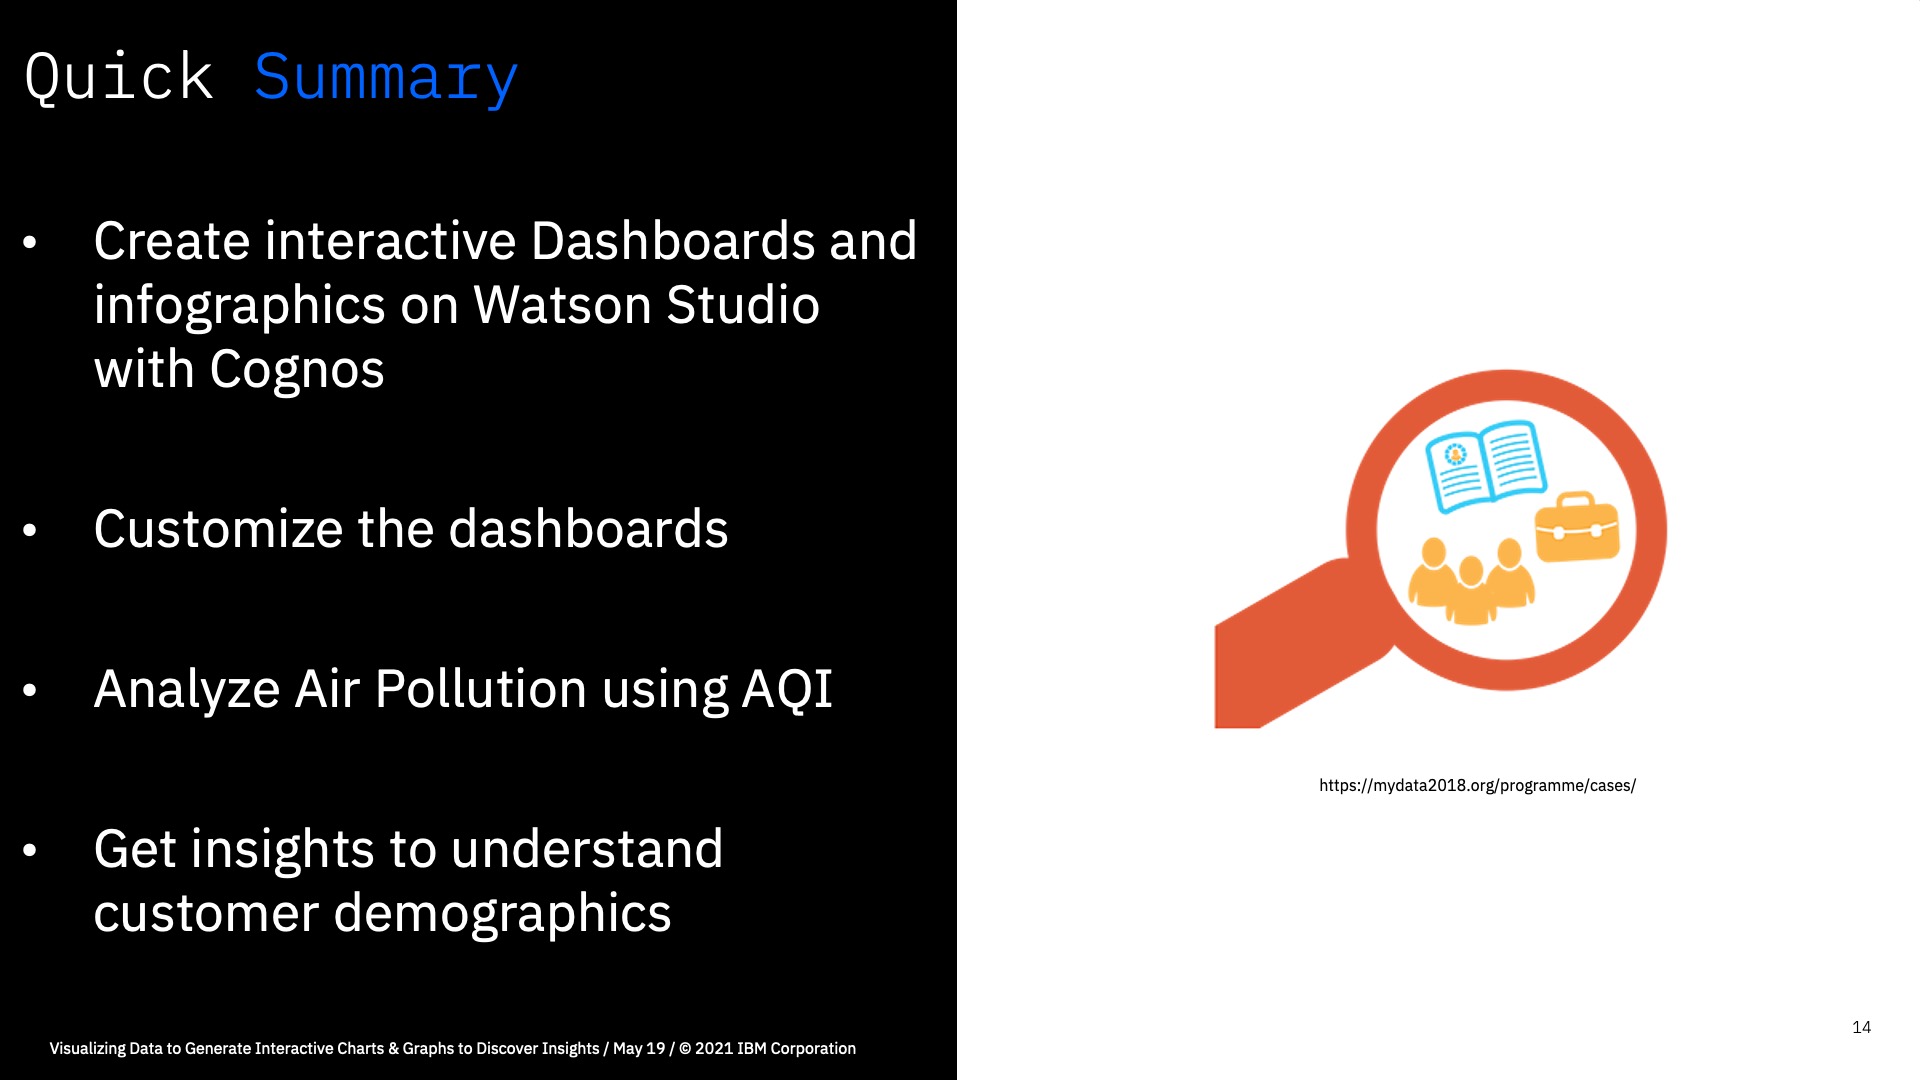 Quick Summary
• Create interactive Dashboards and
infographics on Watson Studio
with Cognos
• Customize the dashboards
• Analyze Air Pollution using AQI
• Get insights to understand
customer demographics
https://mydata2018.org/programme/cases/
Visualizing Data to Generate Interactive Charts & Graphs to Discover Insights / May 19 / © 2021 IBM Corporation
14